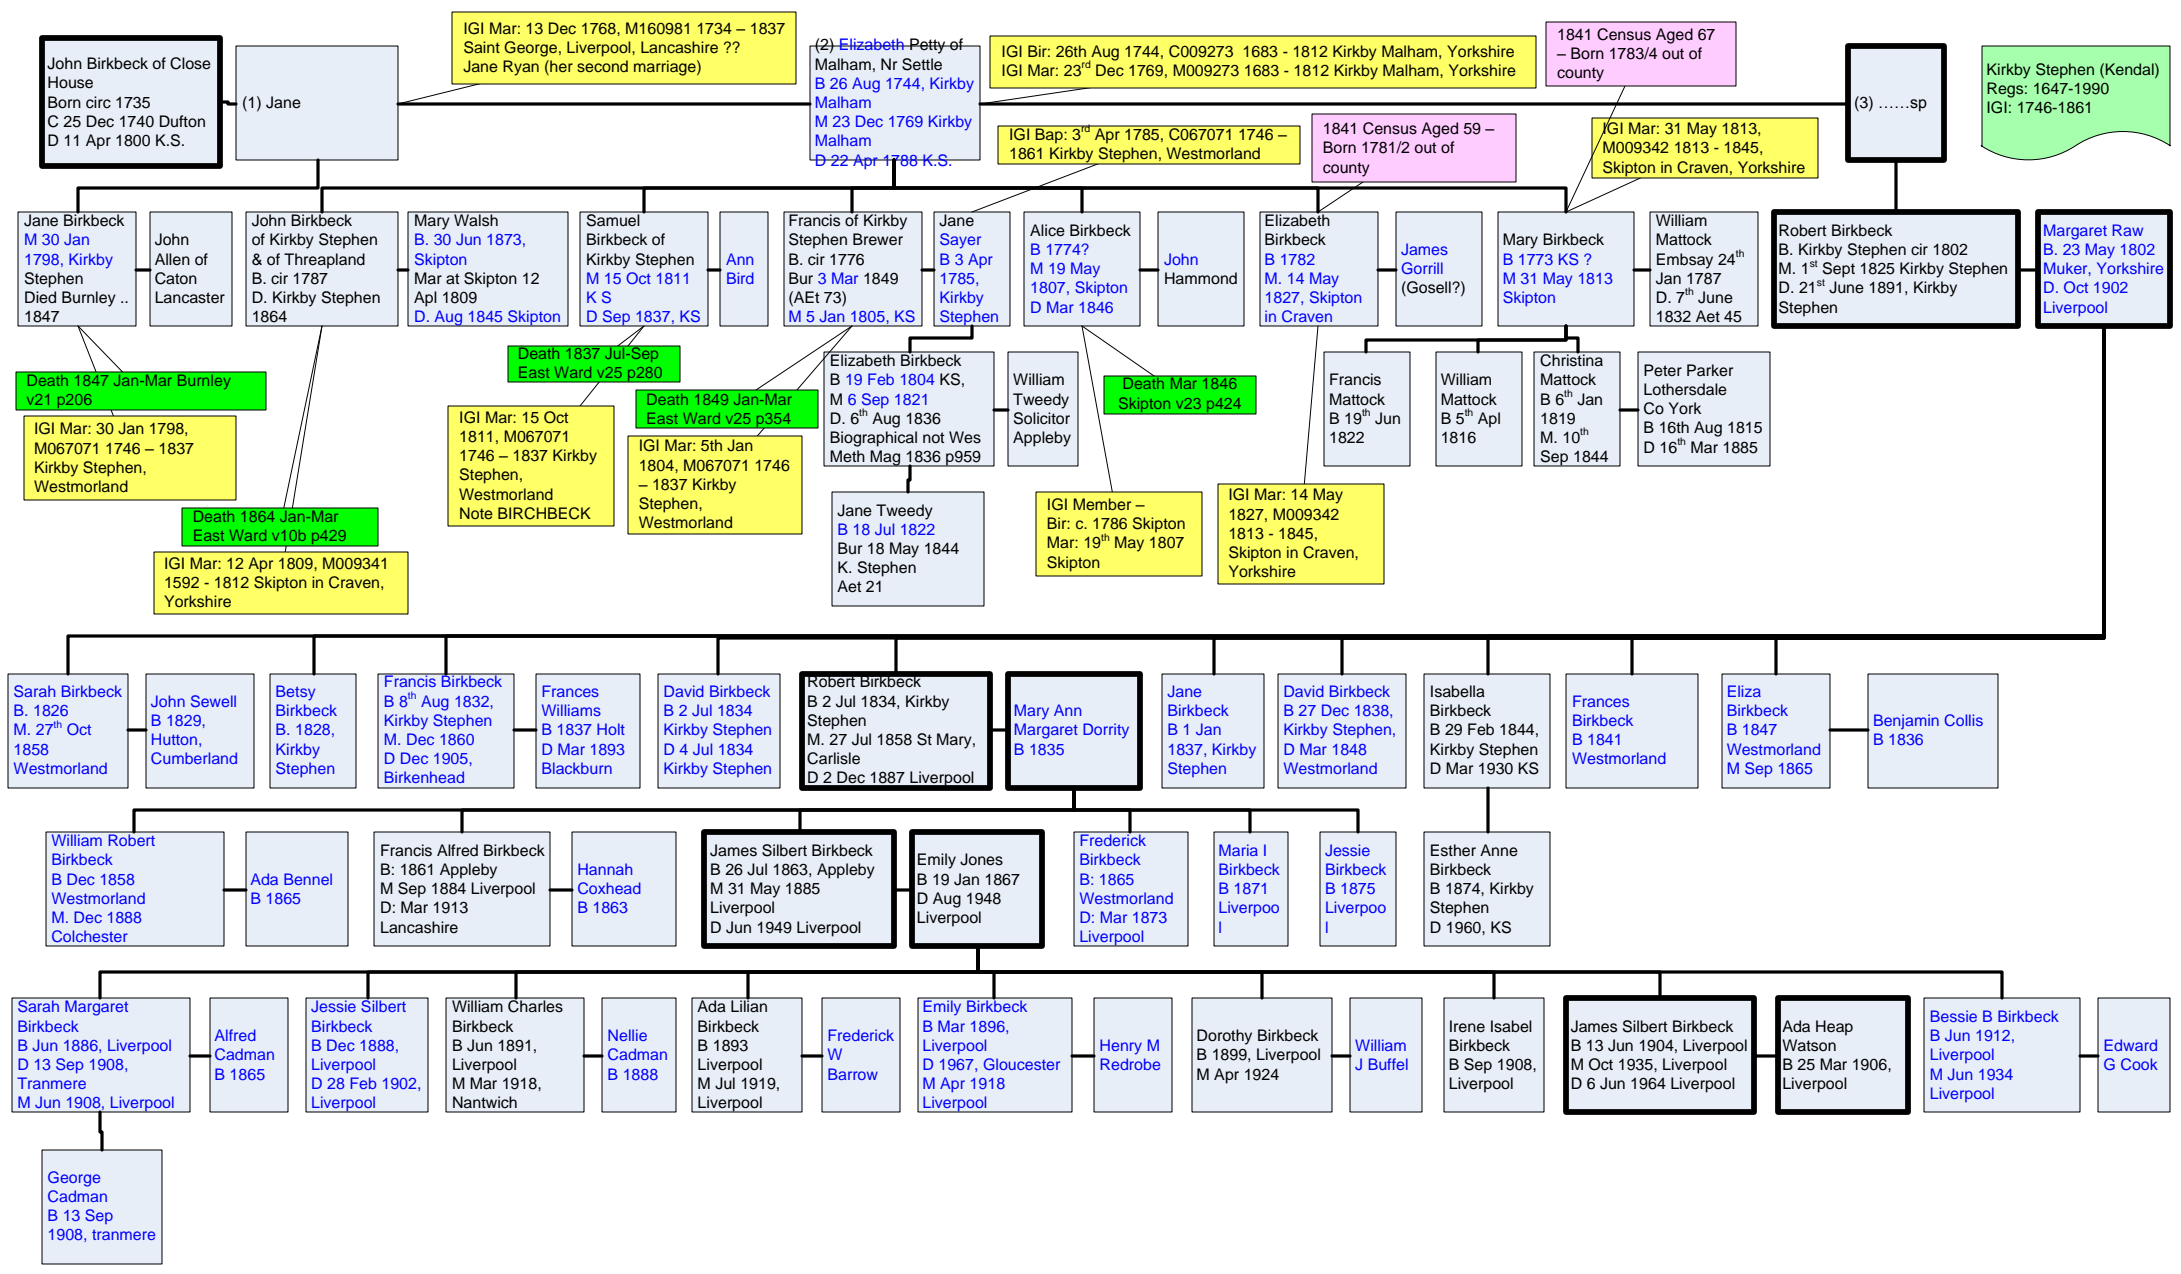 John Birkbeck of Close
House
Born circ 1735
C 25 Dec 1740 Dufton
D 11 Apr 1800 K.S.
(1) Jane
IGI Mar: 13 Dec 1768, M160981 1734 – 1837
Saint George, Liverpool, Lancashire ??
Jane Ryan (her second marriage)
(2) Elizabeth Petty of
Malham, Nr Settle
B 26 Aug 1744, Kirkby
Malham
M 23 Dec 1769 Kirkby
Malham
D 22 Apr 1788 K.S.
IGI Bir: 26th Aug 1744, C009273  1683 - 1812 Kirkby Malham, Yorkshire
IGI Mar: 23rd Dec 1769, M009273 1683 - 1812 Kirkby Malham, Yorkshire
1841 Census Aged 67
– Born 1783/4 out of
county
(3) ……sp
Kirkby Stephen (Kendal)
Regs: 1647-1990
IGI: 1746-1861
IGI Bap: 3rd Apr 1785, C067071 1746 –
1861 Kirkby Stephen, Westmorland
1841 Census Aged 59 –
Born 1781/2 out of
county
IGI Mar: 31 May 1813,
M009342 1813 - 1845,
Skipton in Craven, Yorkshire
Jane Birkbeck
M 30 Jan
1798, Kirkby
Stephen
Died Burnley ..
1847
John
Allen of
Caton
Lancaster
John Birkbeck
of Kirkby Stephen
& of Threapland
B. cir 1787
D. Kirkby Stephen
1864
Mary Walsh
B. 30 Jun 1873,
Skipton
Mar at Skipton 12
Apl 1809
D. Aug 1845 Skipton
Samuel
Birkbeck of
Kirkby Stephen
M 15 Oct 1811
K S
D Sep 1837, KS
Ann
Bird
Francis of Kirkby
Stephen Brewer
B. cir 1776
Bur 3 Mar 1849
(AEt 73)
M 5 Jan 1805, KS
Jane
Sayer
B 3 Apr
1785,
Kirkby
Stephen
Alice Birkbeck
B 1774?
M 19 May
1807, Skipton
D Mar 1846
John
Hammond
Elizabeth
Birkbeck
B 1782
M. 14 May
1827, Skipton
in Craven
James
Gorrill
(Gosell?)
Mary Birkbeck
B 1773 KS ?
M 31 May 1813
Skipton
William
Mattock
Embsay 24th
Jan 1787
D. 7th June
1832 Aet 45
Robert Birkbeck
B. Kirkby Stephen cir 1802
M. 1st Sept 1825 Kirkby Stephen
D. 21st June 1891, Kirkby
Stephen
Margaret Raw
B. 23 May 1802
Muker, Yorkshire
D. Oct 1902
Liverpool
Death 1847 Jan-Mar Burnley
v21 p206
IGI Mar: 30 Jan 1798,
M067071 1746 – 1837
Kirkby Stephen,
Westmorland
Death 1864 Jan-Mar
East Ward v10b p429
IGI Mar: 12 Apr 1809, M009341
1592 - 1812 Skipton in Craven,
Yorkshire
Death 1837 Jul-Sep
East Ward v25 p280
IGI Mar: 15 Oct
1811, M067071
1746 – 1837 Kirkby
Stephen,
Westmorland
Note BIRCHBECK
Death 1849 Jan-Mar
East Ward v25 p354
IGI Mar: 5th Jan
1804, M067071 1746
– 1837 Kirkby
Stephen,
Westmorland
Elizabeth Birkbeck
B 19 Feb 1804 KS,
M 6 Sep 1821
D. 6th Aug 1836
Biographical not Wes
Meth Mag 1836 p959
William
Tweedy
Solicitor
Appleby
Jane Tweedy
B 18 Jul 1822
Bur 18 May 1844
K. Stephen
Aet 21
Death Mar 1846
Skipton v23 p424
IGI Member –
Bir: c. 1786 Skipton
Mar: 19th May 1807
Skipton
IGI Mar: 14 May
1827, M009342
1813 - 1845,
Skipton in Craven,
Yorkshire
Francis
Mattock
B 19th Jun
1822
William
Mattock
B 5th Apl
1816
Christina
Mattock
B 6th Jan
1819
M. 10th
Sep 1844
Peter Parker
Lothersdale
Co York
B 16th Aug 1815
D 16th Mar 1885
Sarah Birkbeck
B. 1826
M. 27th Oct
1858
Westmorland
John Sewell
B 1829,
Hutton,
Cumberland
Betsy
Birkbeck
B. 1828,
Kirkby
Stephen
Francis Birkbeck
B 8th Aug 1832,
Kirkby Stephen
M. Dec 1860
D Dec 1905,
Birkenhead
Frances
Williams
B 1837 Holt
D Mar 1893
Blackburn
David Birkbeck
B 2 Jul 1834
Kirkby Stephen
D 4 Jul 1834
Kirkby Stephen
Robert Birkbeck
B 2 Jul 1834, Kirkby
Stephen
M. 27 Jul 1858 St Mary,
Carlisle
D 2 Dec 1887 Liverpool
Mary Ann
Margaret Dorrity
B 1835
Jane
Birkbeck
B 1 Jan
1837, Kirkby
Stephen
David Birkbeck
B 27 Dec 1838,
Kirkby Stephen,
D Mar 1848
Westmorland
Isabella
Birkbeck
B 29 Feb 1844,
Kirkby Stephen
D Mar 1930 KS
Frances
Birkbeck
B 1841
Westmorland
Eliza
Birkbeck
B 1847
Westmorland
M Sep 1865
Benjamin Collis
B 1836
William Robert
Birkbeck
B Dec 1858
Westmorland
M. Dec 1888
Colchester
Ada Bennel
B 1865
Francis Alfred Birkbeck
B: 1861 Appleby
M Sep 1884 Liverpool
D: Mar 1913
Lancashire
Hannah
Coxhead
B 1863
James Silbert Birkbeck
B 26 Jul 1863, Appleby
M 31 May 1885
Liverpool
D Jun 1949 Liverpool
Emily Jones
B 19 Jan 1867
D Aug 1948
Liverpool
Frederick
Birkbeck
B: 1865
Westmorland
D: Mar 1873
Liverpool
Maria I
Birkbeck
B 1871
Liverpoo
l
Jessie
Birkbeck
B 1875
Liverpoo
l
Esther Anne
Birkbeck
B 1874, Kirkby
Stephen
D 1960, KS
Sarah Margaret
Birkbeck
B Jun 1886, Liverpool
D 13 Sep 1908,
Tranmere
M Jun 1908, Liverpool
Alfred
Cadman
B 1865
Jessie Silbert
Birkbeck
B Dec 1888,
Liverpool
D 28 Feb 1902,
Liverpool
William Charles
Birkbeck
B Jun 1891,
Liverpool
M Mar 1918,
Nantwich
Nellie
Cadman
B 1888
Ada Lilian
Birkbeck
B 1893
Liverpool
M Jul 1919,
Liverpool
Frederick
W
Barrow
Emily Birkbeck
B Mar 1896,
Liverpool
D 1967, Gloucester
M Apr 1918
Liverpool
Henry M
Redrobe
Dorothy Birkbeck
B 1899, Liverpool
M Apr 1924
William
J Buffel
Irene Isabel
Birkbeck
B Sep 1908,
Liverpool
James Silbert Birkbeck
B 13 Jun 1904, Liverpool
M Oct 1935, Liverpool
D 6 Jun 1964 Liverpool
Ada Heap
Watson
B 25 Mar 1906,
Liverpool
Bessie B Birkbeck
B Jun 1912,
Liverpool
M Jun 1934
Liverpool
Edward
G Cook
George
Cadman
B 13 Sep
1908, tranmere